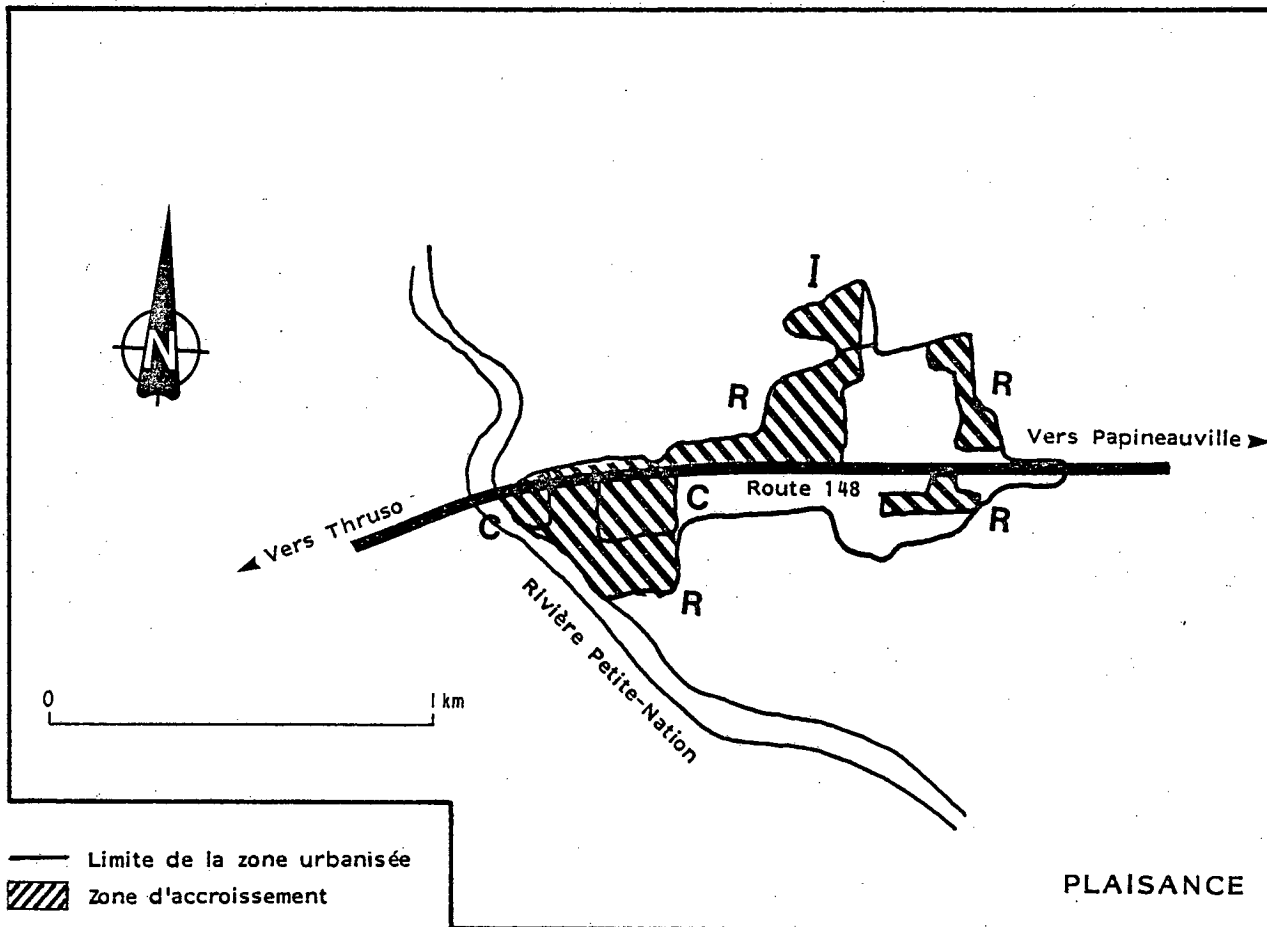 N
I
R
R
Vers Papineauville
Route 148
C
C
Vers Thruso
R
R
Rivière Petite-Nation
0 1 km
Limite de la zone urbanisée
Zone d'accroissement
PLAISANCE